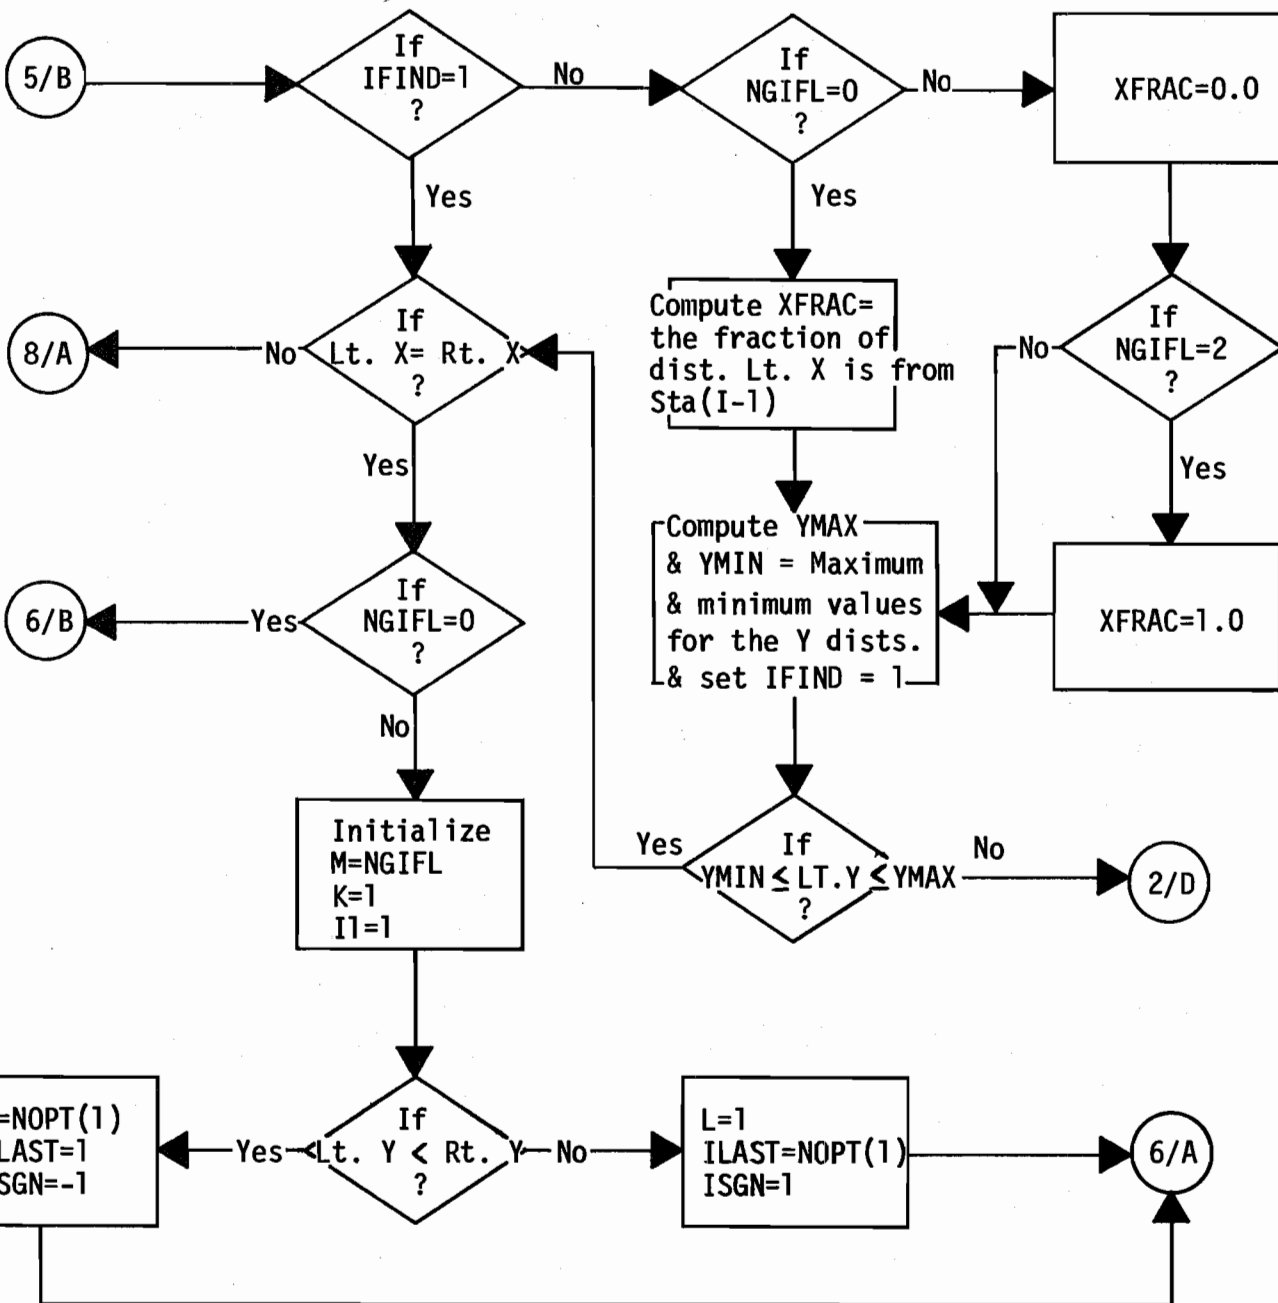 5/B
If
IFIND=1
?
No
Yes
If
NGIFL=0
?
No
Yes
XFRAC=0.0
8/A
No
If
Lt. X= Rt. X
?
Yes
Compute XFRAC=
the fraction of
dist. Lt. X is from
Sta(I-1)
No
If
NGIFL=2
?
Yes
6/B
Yes
If
NGIFL=0
?
No
Compute YMAX
& YMIN = Maximum
& minimum values
for the Y dists.
& set IFIND = 1
XFRAC=1.0
Initialize
M=NGIFL
K=1
I1=1
Yes
If
YMIN ≤ LT.Y ≤ YMAX
?
No
2/D
=NOPT(1)
LAST=1
SGN=-1
Yes
If
Lt. Y < Rt. Y
?
No
L=1
ILAST=NOPT(1)
ISGN=1
6/A